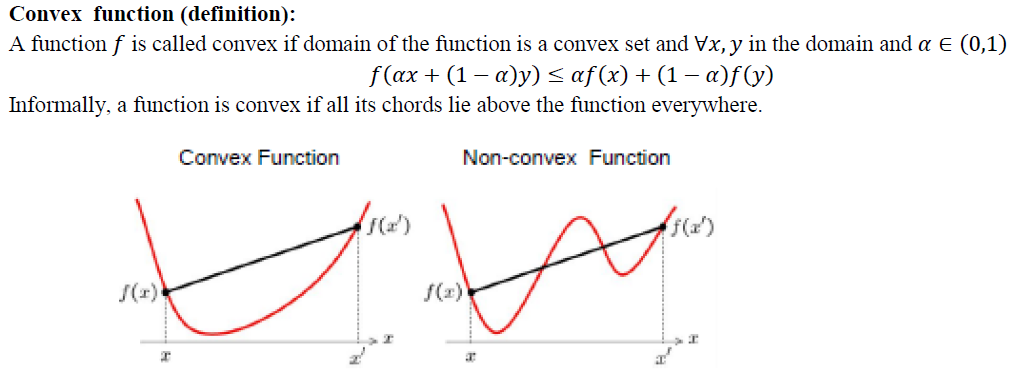 Convex function (definition):
A function f is called convex if domain of the function is a convex set and ∀x, y in the domain and α ∈ (0,1)
f(αx + (1 − α)y) ≤ αf(x) + (1 − α)f(y)
Informally, a function is convex if all its chords lie above the function everywhere.
Convex Function
Non-convex Function
f(x')
f(x')
f(x)
f(x)
x
x
x
x'
x
x'